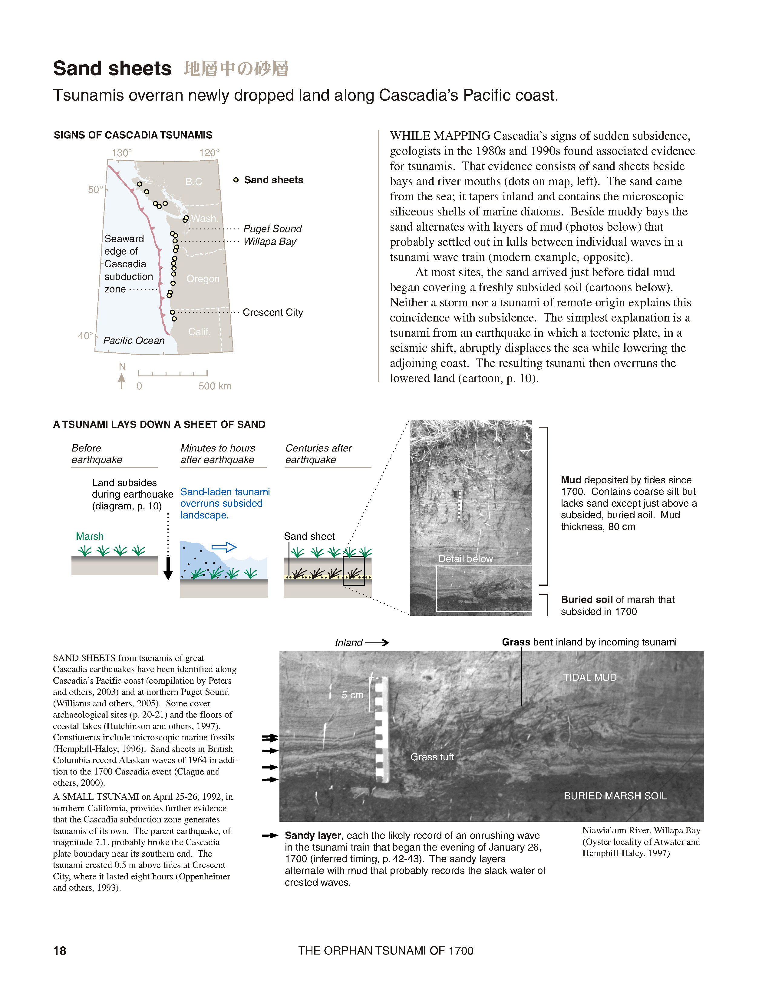 Sand sheets 地層中の砂層
Tsunamis overran newly dropped land along Cascadia's Pacific coast.
SIGNS OF CASCADIA TSUNAMIS
130° 120°
50°
40°
B.C
Wash.
Oregon
Calif.
Seaward
edge of
Cascadia
subduction
zone
Pacific Ocean
Sand sheets
Puget Sound
Willapa Bay
Crescent City
N
0 500 km
WHILE MAPPING Cascadia's signs of sudden subsidence,
geologists in the 1980s and 1990s found associated evidence
for tsunamis. That evidence consists of sand sheets beside
bays and river mouths (dots on map, left). The sand came
from the sea; it tapers inland and contains the microscopic
siliceous shells of marine diatoms. Beside muddy bays the
sand alternates with layers of mud (photos below) that
probably settled out in lulls between individual waves in a
tsunami wave train (modern example, opposite).
At most sites, the sand arrived just before tidal mud
began covering a freshly subsided soil (cartoons below).
Neither a storm nor a tsunami of remote origin explains this
coincidence with subsidence. The simplest explanation is a
tsunami from an earthquake in which a tectonic plate, in a
seismic shift, abruptly displaces the sea while lowering the
adjoining coast. The resulting tsunami then overruns the
lowered land (cartoon, p. 10).
A TSUNAMI LAYS DOWN A SHEET OF SAND
Before
earthquake
Land subsides
during earthquake
(diagram, p. 10)
Marsh
Minutes to hours
after earthquake
Sand-laden tsunami
overruns subsided
landscape.
Centuries after
earthquake
Sand sheet
Detail below
Mud deposited by tides since
1700. Contains coarse silt but
lacks sand except just above a
subsided, buried soil. Mud
thickness, 80 cm
Buried soil of marsh that
subsided in 1700
SAND SHEETS from tsunamis of great
Cascadia earthquakes have been identified along
Cascadia's Pacific coast (compilation by Peters
and others, 2003) and at northern Puget Sound
(Williams and others, 2005). Some cover
archaeological sites (p. 20-21) and the floors of
coastal lakes (Hutchinson and others, 1997).
Constituents include microscopic marine fossils
(Hemphill-Haley, 1996). Sand sheets in British
Columbia record Alaskan waves of 1964 in addi-
tion to the 1700 Cascadia event (Clague and
others, 2000).
A SMALL TSUNAMI on April 25-26, 1992, in
northern California, provides further evidence
that the Cascadia subduction zone generates
tsunamis of its own. The parent earthquake, of
magnitude 7.1, probably broke the Cascadia
plate boundary near its southern end. The
tsunami crested 0.5 m above tides at Crescent
City, where it lasted eight hours (Oppenheimer
and others, 1993).
Inland
Grass bent inland by incoming tsunami
TIDAL MUD
5 cm
Grass tuft
BURIED MARSH SOIL
Sandy layer, each the likely record of an onrushing wave
in the tsunami train that began the evening of January 26,
1700 (inferred timing, p. 42-43). The sandy layers
alternate with mud that probably records the slack water of
crested waves.
Niawiakum River, Willapa Bay
(Oyster locality of Atwater and
Hemphill-Haley, 1997)
18
THE ORPHAN TSUNAMI OF 1700